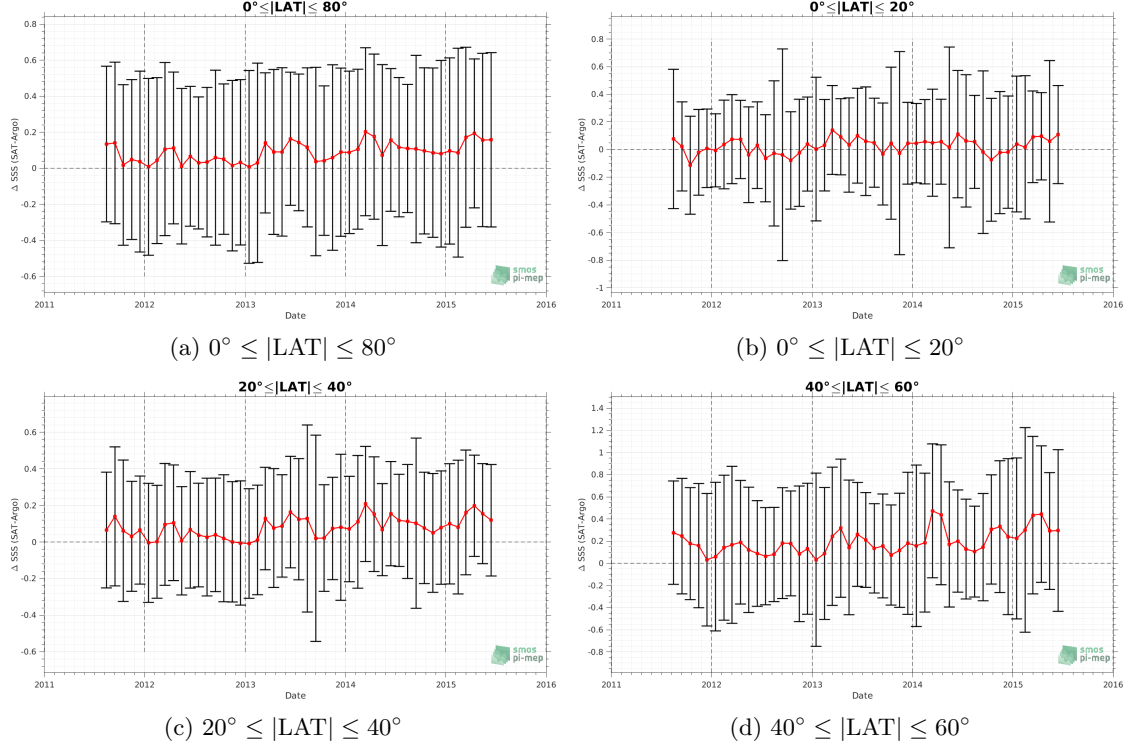 0°≤|LAT|≤ 80°
0.8
0.6
0.4
0.2
0
-0.2
-0.4
-0.6
Δ SSS (SAT-Argo)
2011 2012 2013 2014 2015 2016
Date
smos
pi-mep
(a) 0° ≤ |LAT| ≤ 80°
0°≤|LAT|≤ 20°
0.8
0.6
0.4
0.2
0
-0.2
-0.4
-0.6
-0.8
-1
Δ SSS (SAT-Argo)
2011 2012 2013 2014 2015 2016
Date
smos
pi-mep
(b) 0° ≤ |LAT| ≤ 20°
20°≤|LAT|≤ 40°
0.6
0.4
0.2
0
-0.2
-0.4
-0.6
Δ SSS (SAT-Argo)
2011 2012 2013 2014 2015 2016
Date
smos
pi-mep
(c) 20° ≤ |LAT| ≤ 40°
40°≤|LAT|≤ 60°
1.4
1.2
1
0.8
0.6
0.4
0.2
0
-0.2
-0.4
-0.6
-0.8
Δ SSS (SAT-Argo)
2011 2012 2013 2014 2015 2016
Date
smos
pi-mep
(d) 40° ≤ |LAT| ≤ 60°